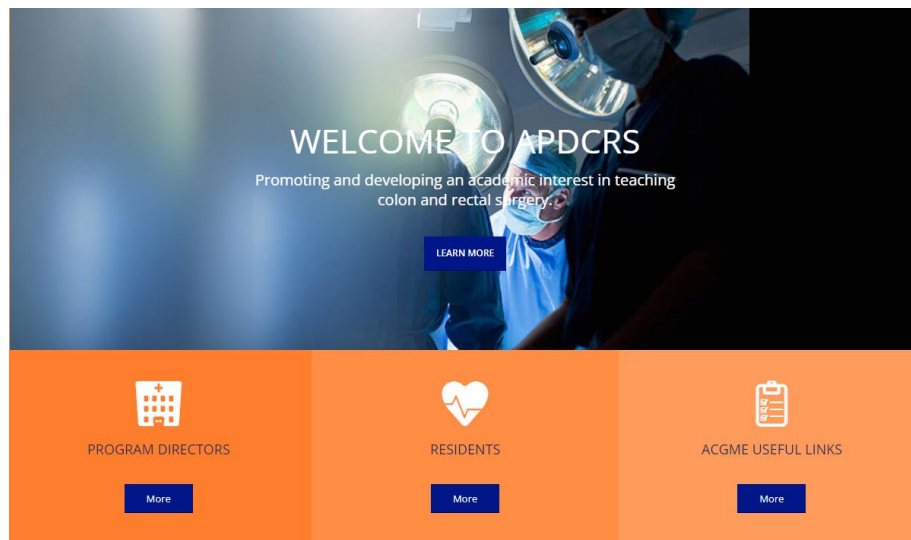 WELCOME TO APDCRS
Promoting and developing an academic interest in teaching
colon and rectal surgery.
LEARN MORE
PROGRAM DIRECTORS
RESIDENTS
ACGME USEFUL LINKS
More
More
More